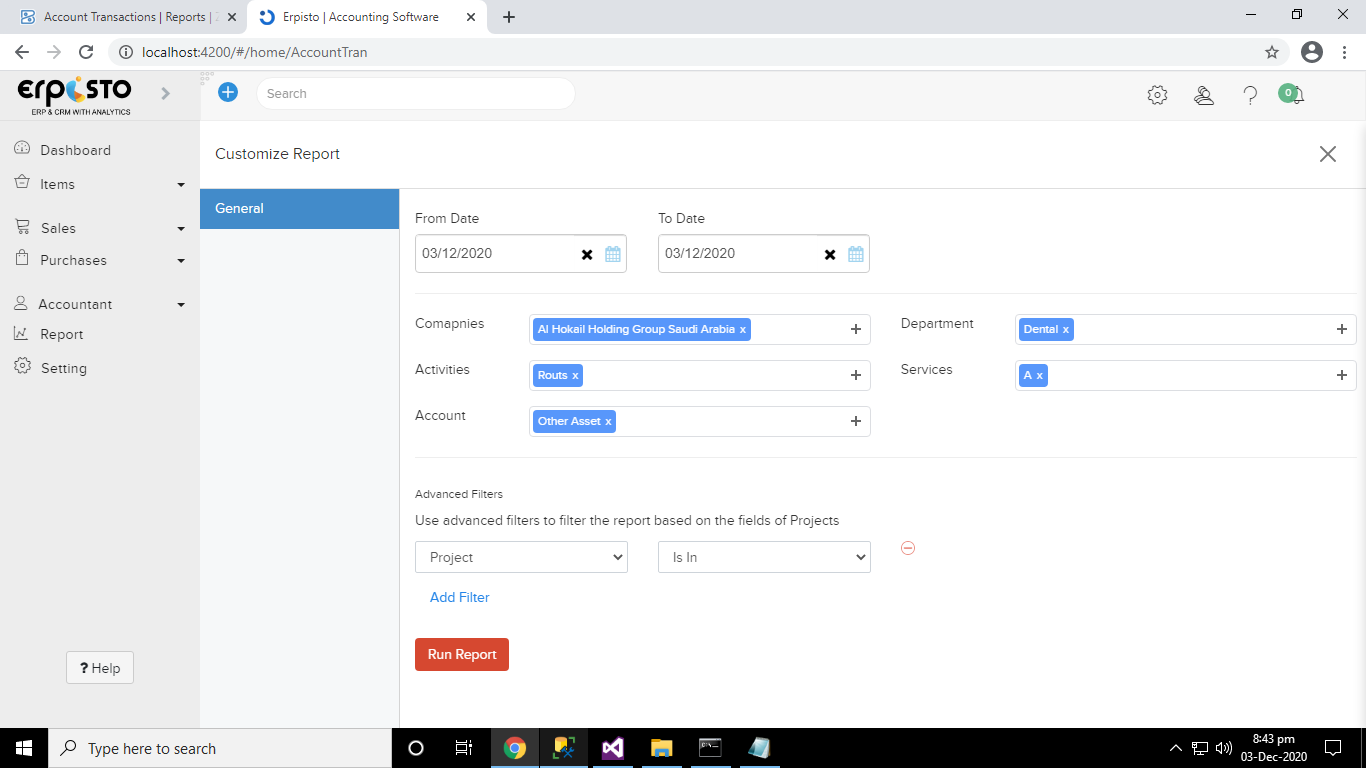 Account Transactions | Reports |
Erpisto | Accounting Software
localhost:4200/#/home/AccountTran
Erpisto
ERP & CRM WITH ANALYTICS
Search
0
Dashboard
Items
Sales
Purchases
Accountant
Report
Setting
? Help
Customize Report
General
From Date
To Date
03/12/2020
03/12/2020
Comapnies
Al Hokail Holding Group Saudi Arabia x
Department
Dental x
Activities
Routs x
Services
A x
Account
Other Asset x
Advanced Filters
Use advanced filters to filter the report based on the fields of Projects
Project
Is In
Add Filter
Run Report
Type here to search
8:43 pm
03-Dec-2020